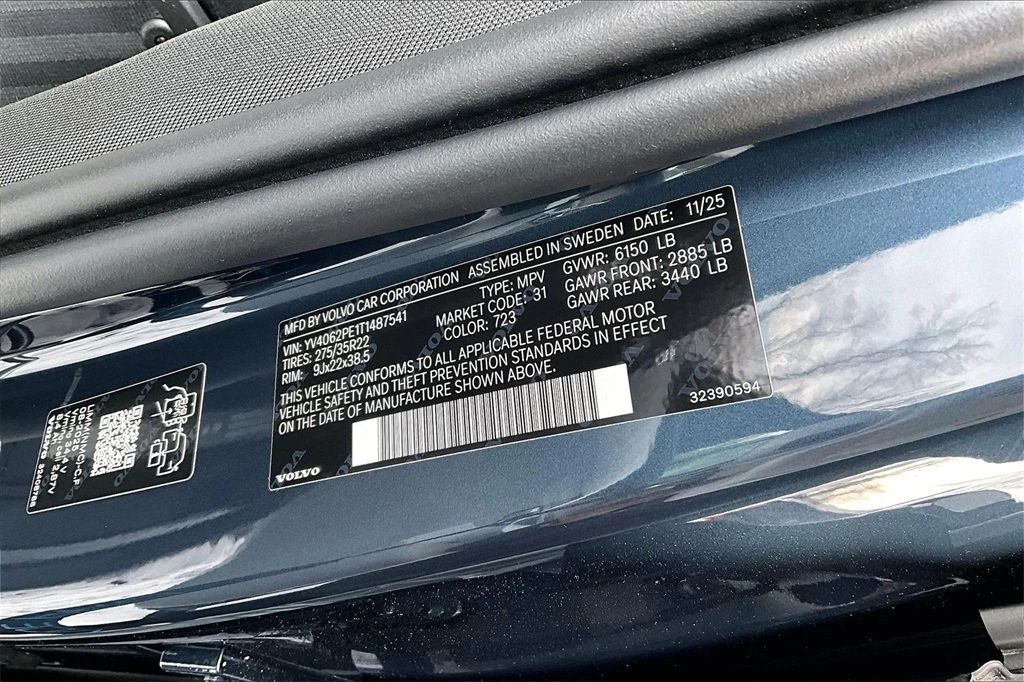 MFD BY VOLVO CAR CORPORATION ASSEMBLED IN SWEDEN DATE: 11/25
VIN: YV4062PE1T1487541 TYPE: MPV GVWR: 6150 LB
TIRES: 275/35R22 MARKET CODE: 31 GAWR FRONT: 2885 LB
RIM: 9Jx22x38.5 COLOR: 723 GAWR REAR: 3440 LB
THIS VEHICLE CONFORMS TO ALL APPLICABLE FEDERAL MOTOR
VEHICLE SAFETY AND THEFT PREVENTION STANDARDS IN EFFECT
ON THE DATE OF MANUFACTURE SHOWN ABOVE.
VOLVO
32390594
VOLVO